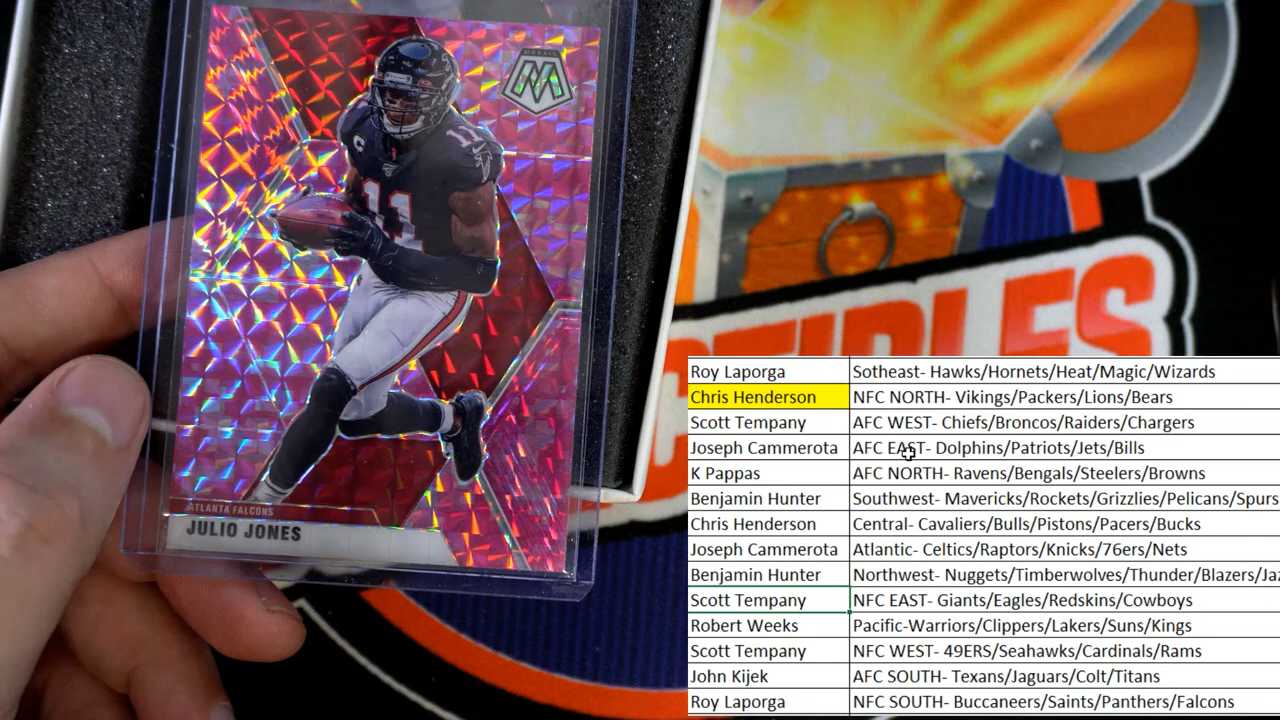 MOSAIC
11
11
C
ATLANTA FALCONS
JULIO JONES
Roy Laporga Sotheast- Hawks/Hornets/Heat/Magic/Wizards
Chris Henderson NFC NORTH- Vikings/Packers/Lions/Bears
Scott Tempany AFC WEST- Chiefs/Broncos/Raiders/Chargers
Joseph Cammerota AFC EAST- Dolphins/Patriots/Jets/Bills
K Pappas AFC NORTH- Ravens/Bengals/Steelers/Browns
Benjamin Hunter Southwest- Mavericks/Rockets/Grizzlies/Pelicans/Spurs
Chris Henderson Central- Cavaliers/Bulls/Pistons/Pacers/Bucks
Joseph Cammerota Atlantic- Celtics/Raptors/Knicks/76ers/Nets
Benjamin Hunter Northwest- Nuggets/Timberwolves/Thunder/Blazers/Jaz
Scott Tempany NFC EAST- Giants/Eagles/Redskins/Cowboys
Robert Weeks Pacific-Warriors/Clippers/Lakers/Suns/Kings
Scott Tempany NFC WEST- 49ERS/Seahawks/Cardinals/Rams
John Kijek AFC SOUTH- Texans/Jaguars/Colt/Titans
Roy Laporga NFC SOUTH- Buccaneers/Saints/Panthers/Falcons